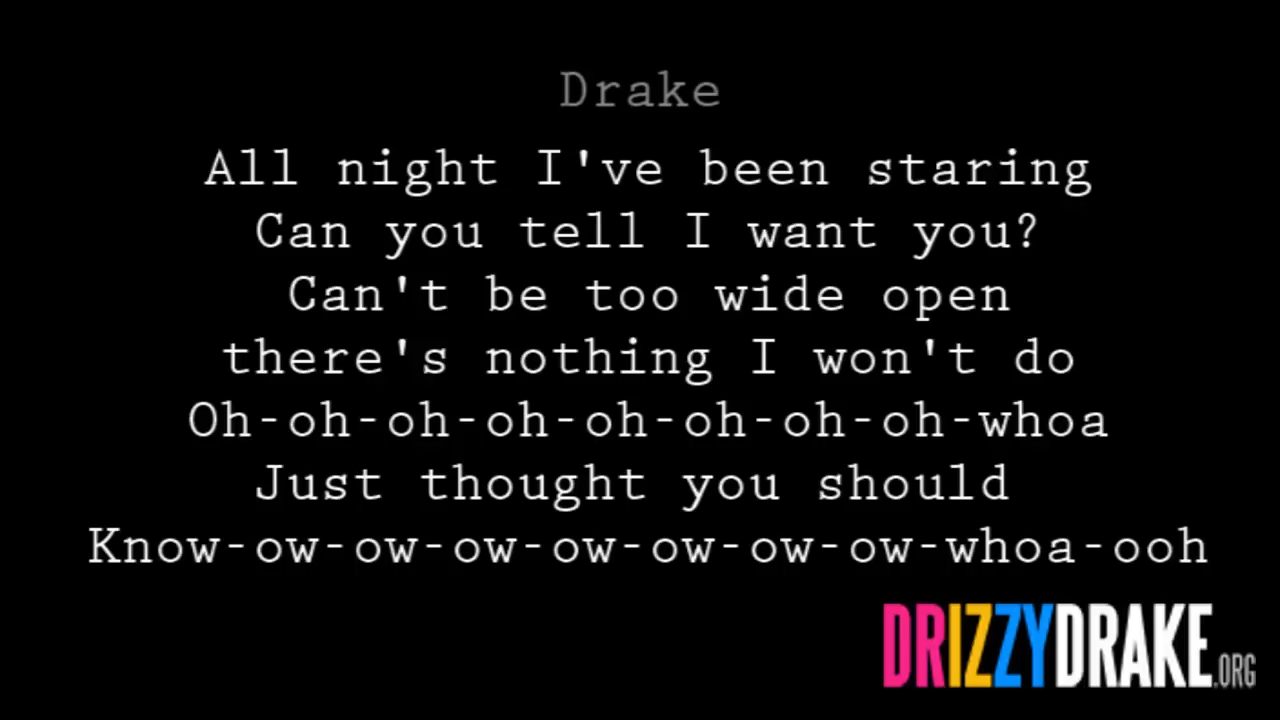 Drake
All night I've been staring
Can you tell I want you?
Can't be too wide open
there's nothing I won't do
Oh-oh-oh-oh-oh-oh-oh-oh-whoa
Just thought you should
Know-ow-ow-ow-ow-ow-ow-ow-whoa-ooh
DRIZZYDRAKE.ORG